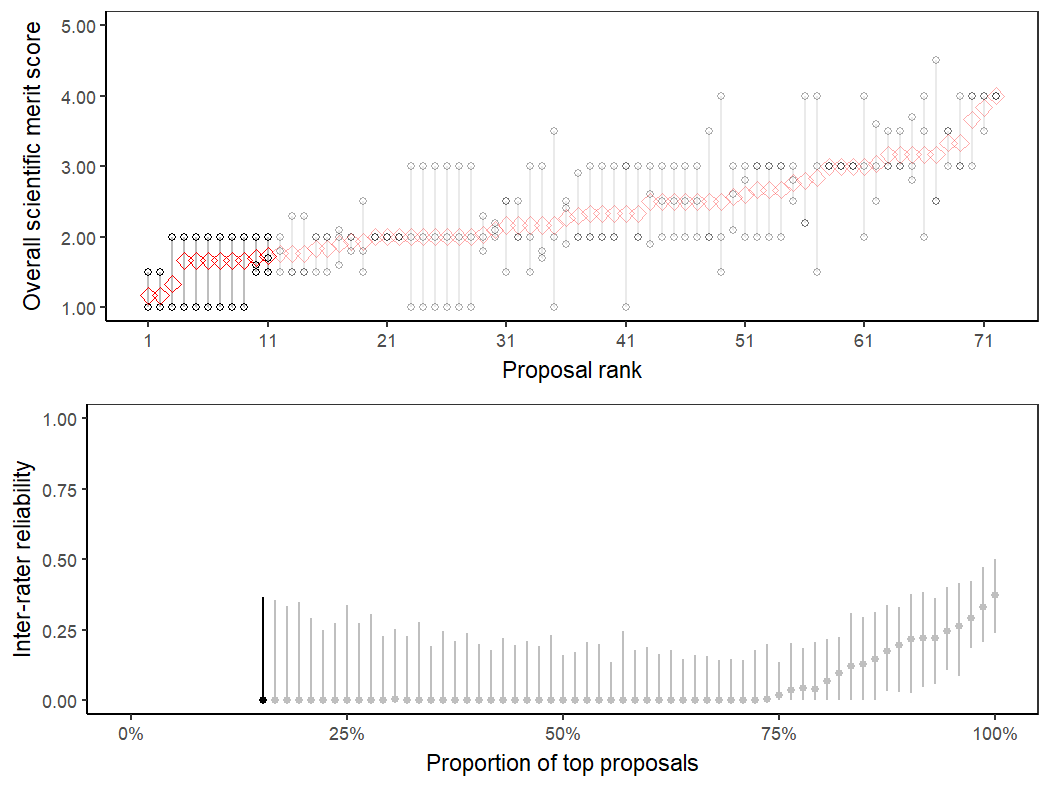 Overall scientific merit score
5.00
4.00
3.00
2.00
1.00
1 11 21 31 41 51 61 71
Proposal rank
Inter-rater reliability
1.00
0.75
0.50
0.25
0.00
0% 25% 50% 75% 100%
Proportion of top proposals